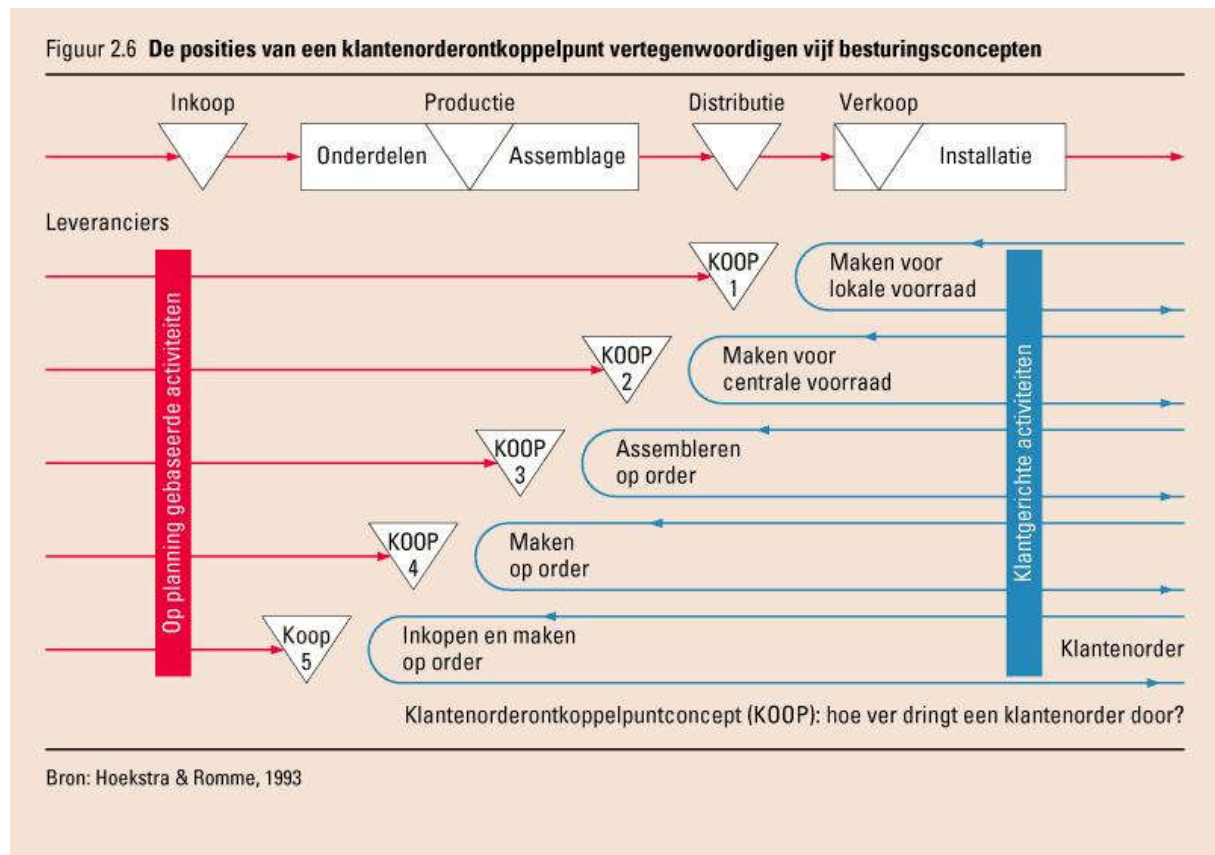 Figuur 2.6 De posities van een klantenorderontkoppelpunt vertegenwoordigen vijf besturingsconcepten
Inkoop
Productie
Distributie
Verkoop
Onderdelen
Assemblage
Installatie
Leveranciers
Op planning gebaseerde activiteiten
KOOP
1
Maken voor
lokale voorraad
KOOP
2
Maken voor
centrale voorraad
KOOP
3
Assembleren
op order
KOOP
4
Maken
op order
Koop
5
Inkopen en maken
op order
Klantgerichte activiteiten
Klantenorder
Klantenorderontkoppelpuntconcept (KOOP): hoe ver dringt een klantenorder door?
Bron: Hoekstra & Romme, 1993